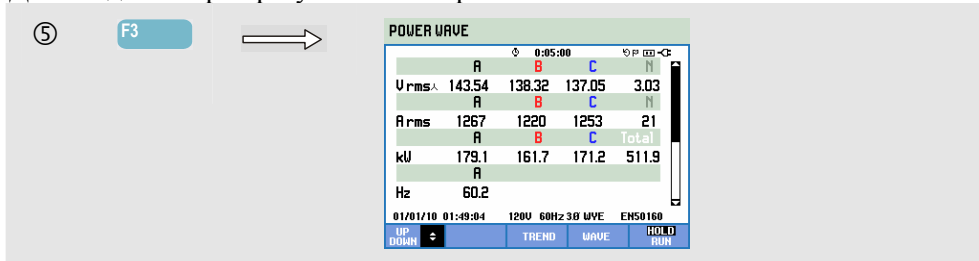 ⑤ F3 POWER WAVE
0:05:00
A B C N
Vrms 143.54 138.32 137.05 3.03
A B C N
Arms 1267 1220 1253 21
A B C Total
kW 179.1 161.7 171.2 511.9
A
Hz 60.2
01/01/10 01:49:04 120V 60Hz 3Ø WYE EN50160
UP DOWN TREND WAVE HOLD RUN